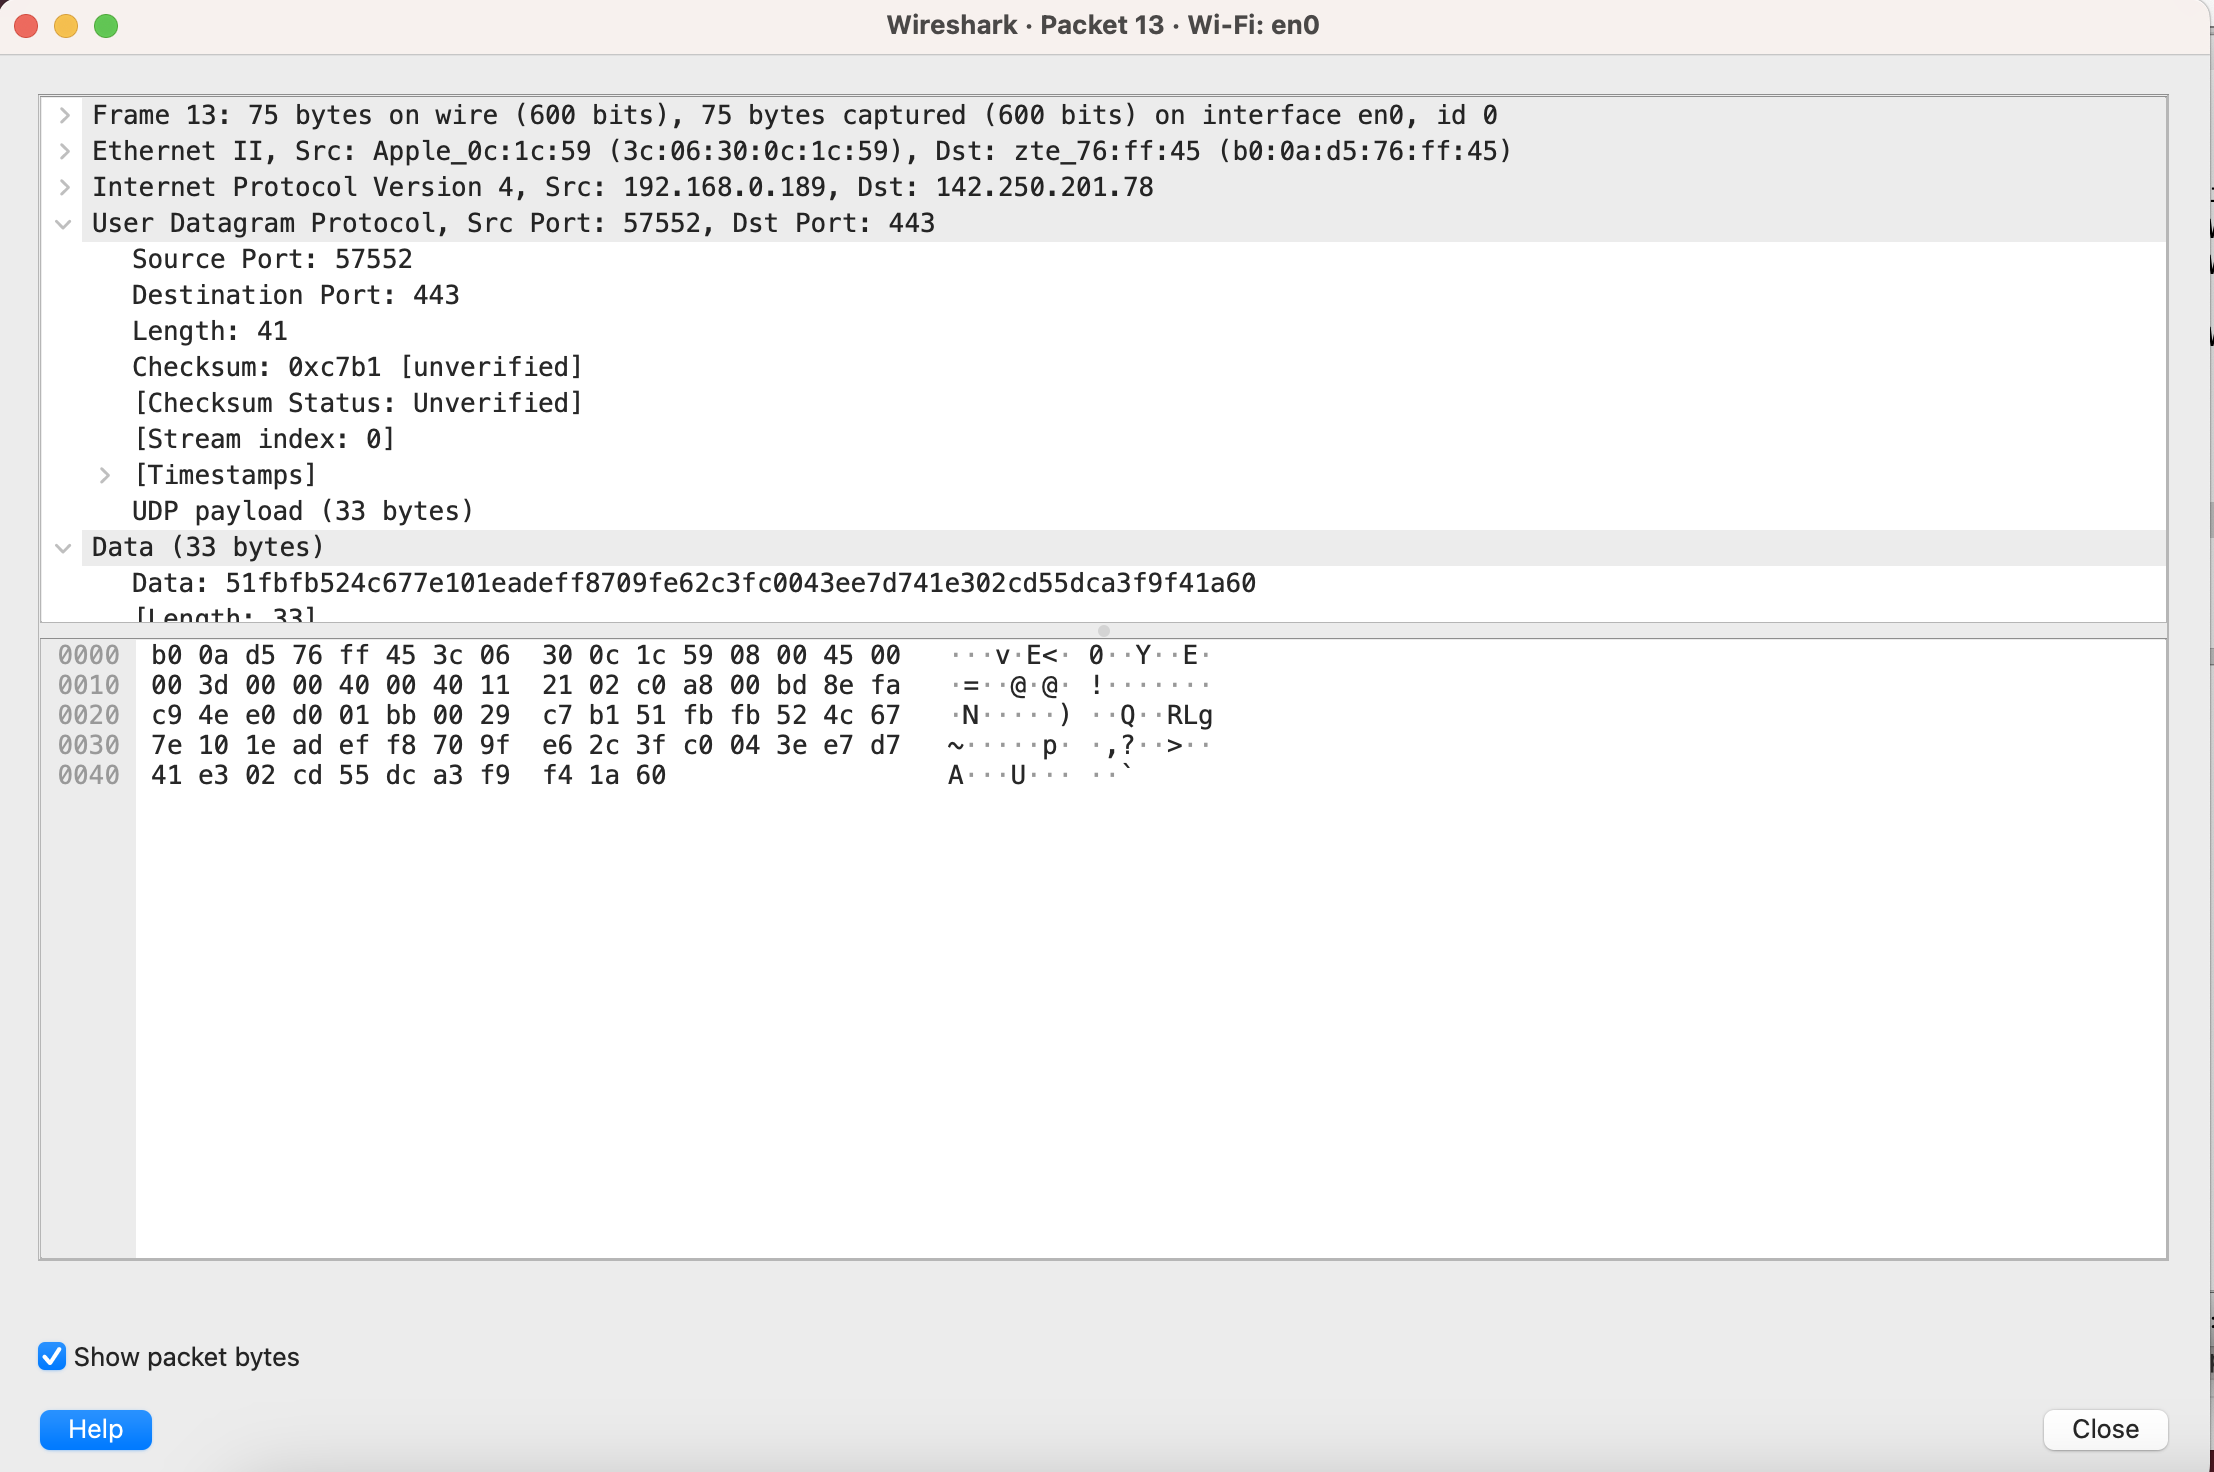 Wireshark · Packet 13 · Wi-Fi: en0
Frame 13: 75 bytes on wire (600 bits), 75 bytes captured (600 bits) on interface en0, id 0
Ethernet II, Src: Apple_0c:1c:59 (3c:06:30:0c:1c:59), Dst: zte_76:ff:45 (b0:0a:d5:76:ff:45)
Internet Protocol Version 4, Src: 192.168.0.189, Dst: 142.250.201.78
User Datagram Protocol, Src Port: 57552, Dst Port: 443
Source Port: 57552
Destination Port: 443
Length: 41
Checksum: 0xc7b1 [unverified]
[Checksum Status: Unverified]
[Stream index: 0]
[Timestamps]
UDP payload (33 bytes)
Data (33 bytes)
Data: 51fbfb524c677e101eadeff8709fe62c3fc0043ee7d741e302cd55dca3f9f41a60
[Length: 33]
0000 b0 0a d5 76 ff 45 3c 06 30 0c 1c 59 08 00 45 00 ···v·E<· 0··Y··E·
0010 00 3d 00 00 40 00 40 11 21 02 c0 a8 00 bd 8e fa ·=··@·@· !·······
0020 c9 4e e0 d0 01 bb 00 29 c7 b1 51 fb fb 52 4c 67 ·N·····) ··Q··RLg
0030 7e 10 1e ad ef f8 70 9f e6 2c 3f c0 04 3e e7 d7 ~·····p· ·,?··>··
0040 41 e3 02 cd 55 dc a3 f9 f4 1a 60 A···U··· ··`
Show packet bytes
Help
Close